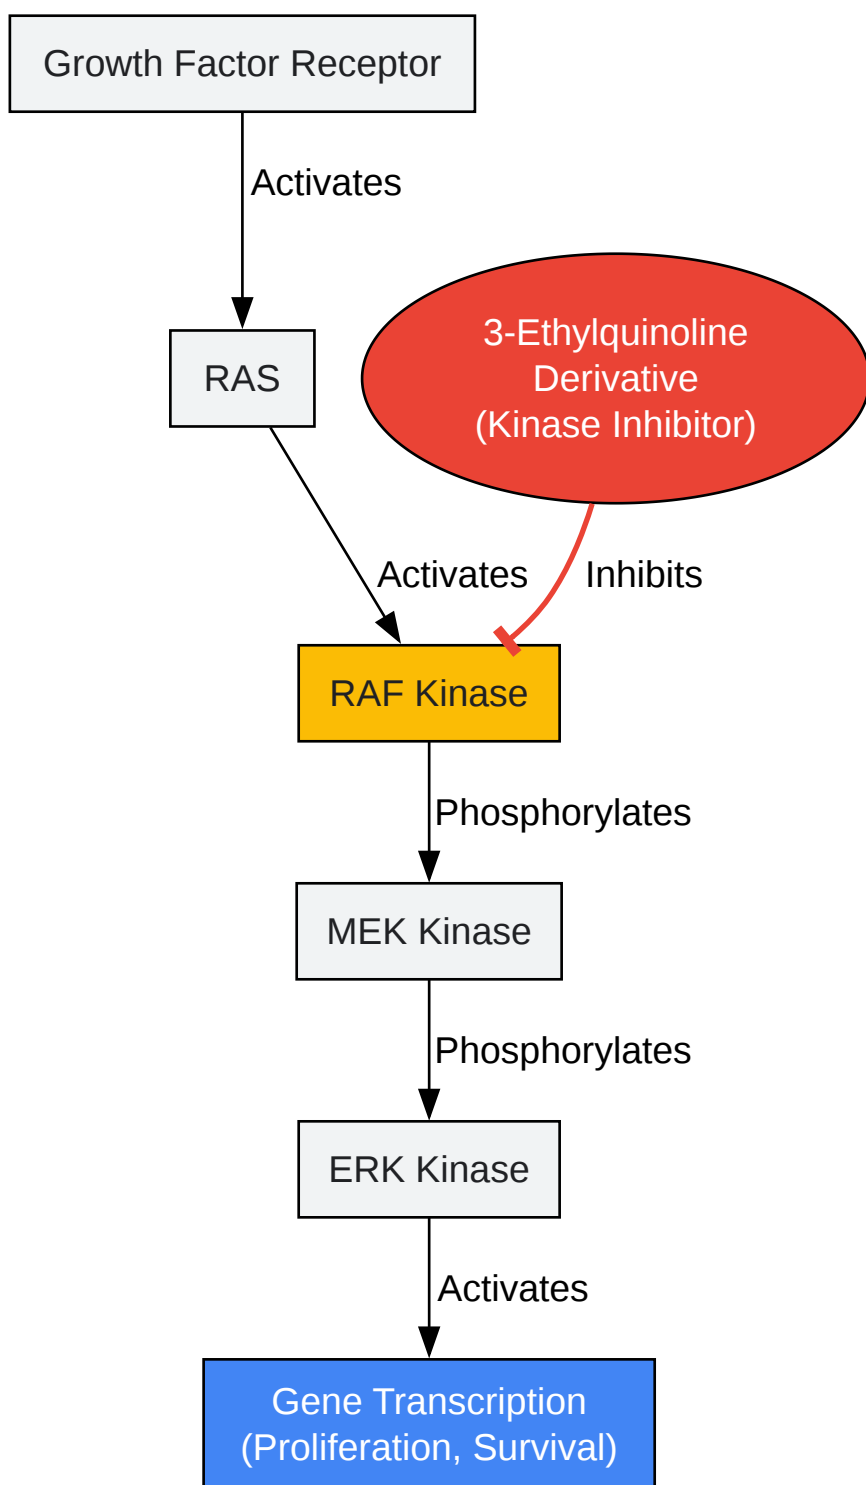 Growth Factor Receptor
Activates
RAS
3-Ethylquinoline
Derivative
(Kinase Inhibitor)
Activates
Inhibits
RAF Kinase
Phosphorylates
MEK Kinase
Phosphorylates
ERK Kinase
Activates
Gene Transcription
(Proliferation, Survival)